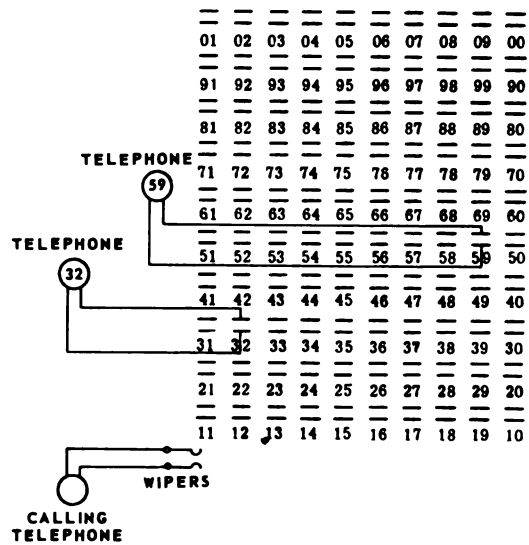 01 02 03 04 05 06 07 08 09 00
91 92 93 94 95 96 97 98 99 90
81 82 83 84 85 86 87 88 89 80
TELEPHONE
71 72 73 74 75 76 77 78 79 70
59
61 62 63 64 65 66 67 68 69 60
TELEPHONE
51 52 53 54 55 56 57 58 59 50
32
41 42 43 44 45 46 47 48 49 40
31 32 33 34 35 36 37 38 39 30
21 22 23 24 25 26 27 28 29 20
11 12 13 14 15 16 17 18 19 10
WIPERS
CALLING
TELEPHONE